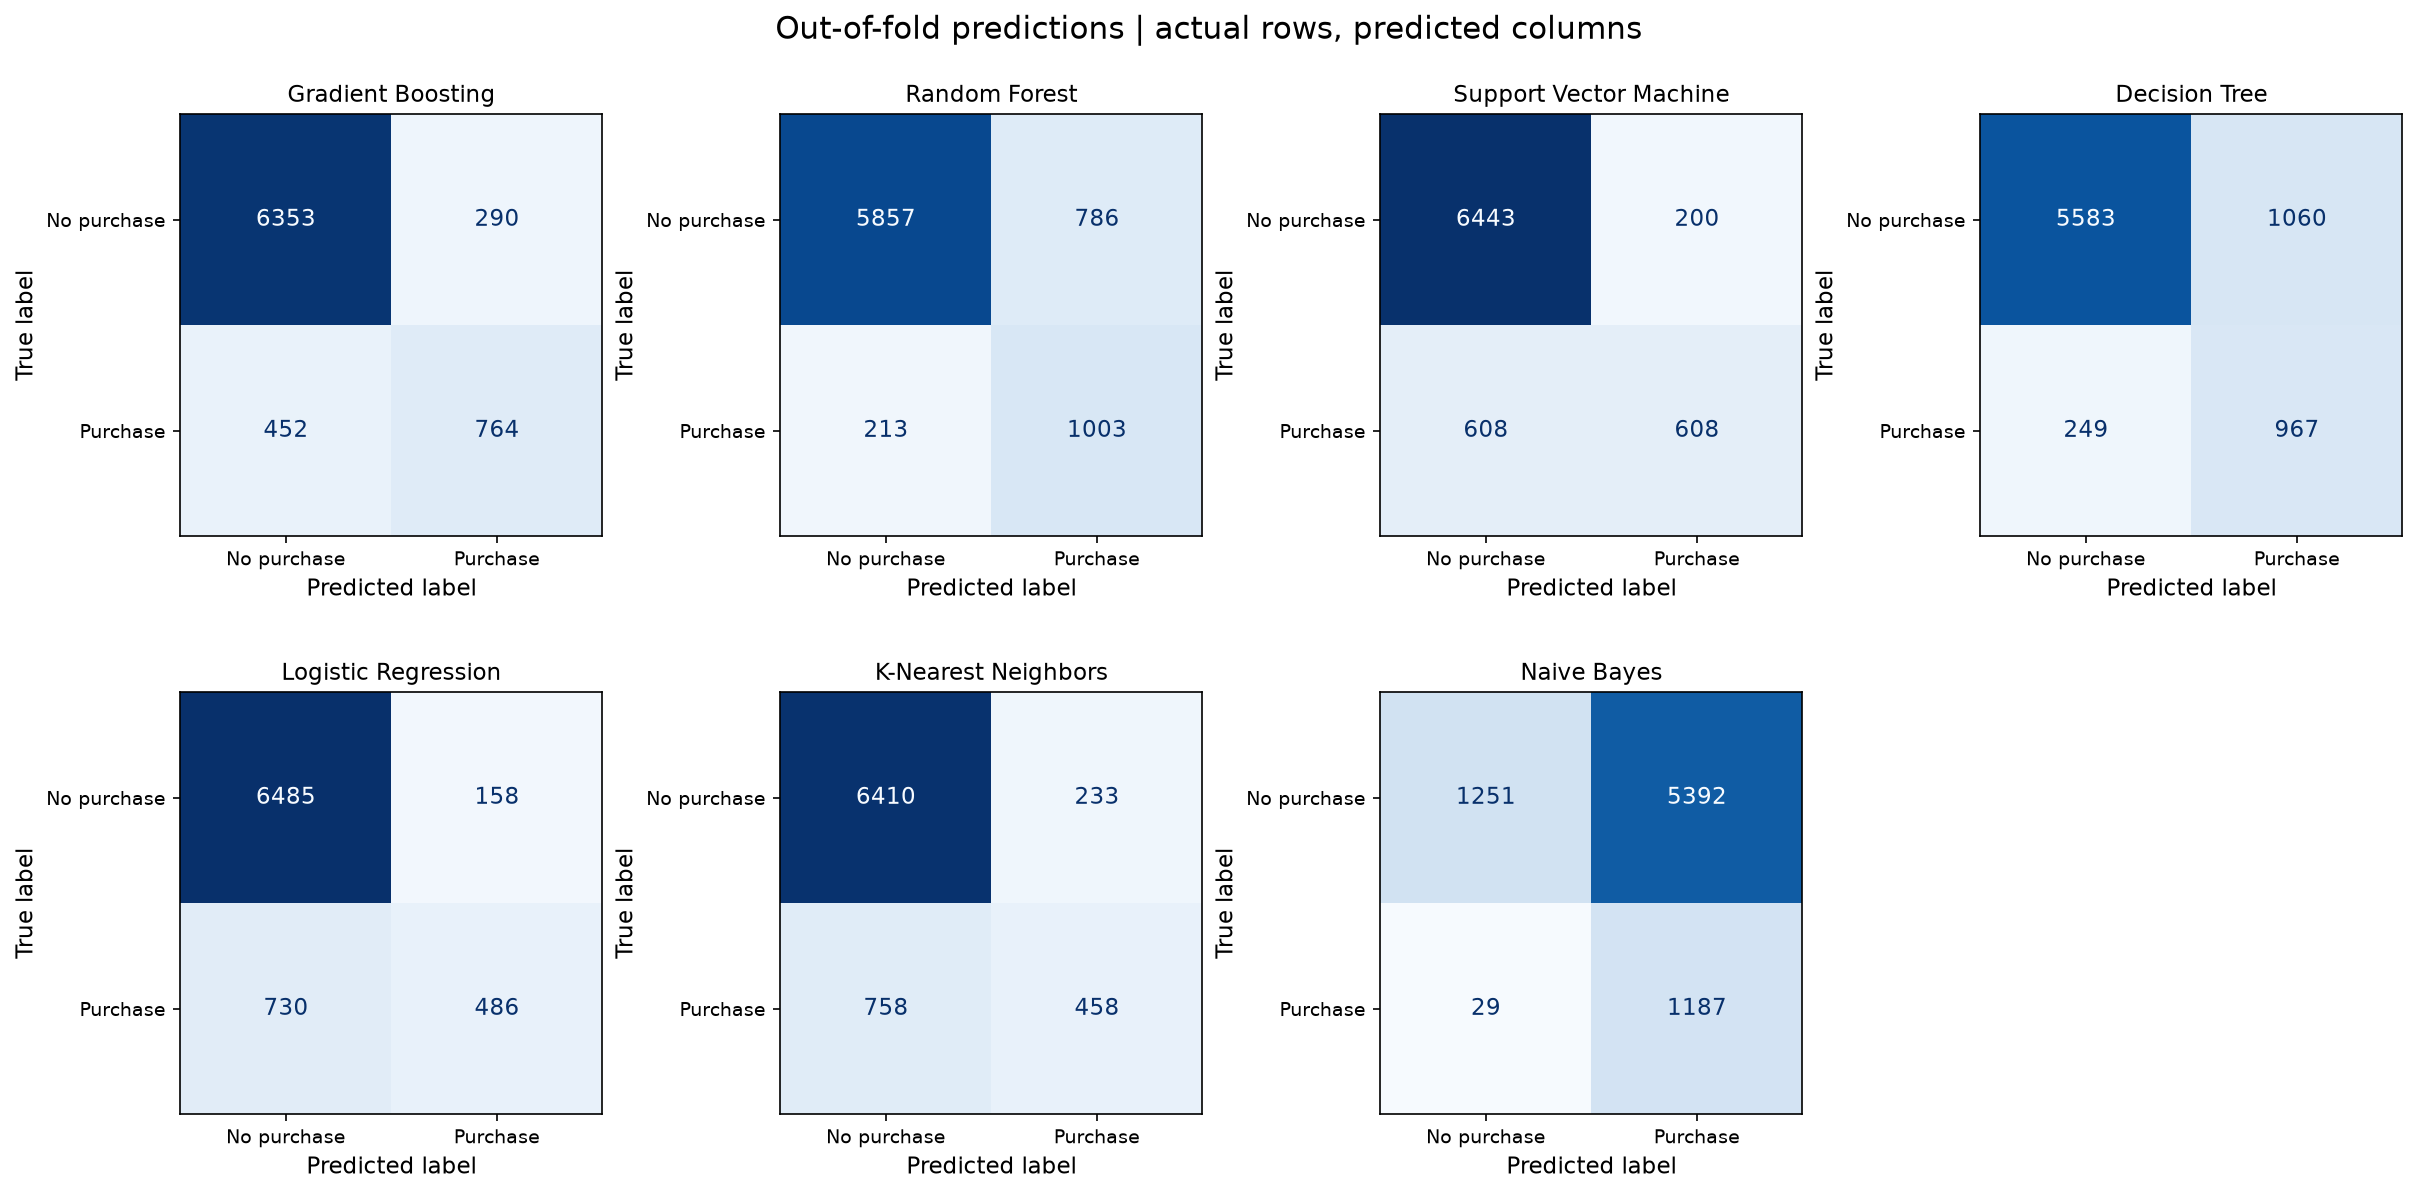 Out-of-fold predictions | actual rows, predicted columns
Gradient Boosting
True label
No purchase
6353
290
Purchase
452
764
No purchase
Purchase
Predicted label
Random Forest
True label
No purchase
5857
786
Purchase
213
1003
No purchase
Purchase
Predicted label
Support Vector Machine
True label
No purchase
6443
200
Purchase
608
608
No purchase
Purchase
Predicted label
Decision Tree
True label
No purchase
5583
1060
Purchase
249
967
No purchase
Purchase
Predicted label
Logistic Regression
True label
No purchase
6485
158
Purchase
730
486
No purchase
Purchase
Predicted label
K-Nearest Neighbors
True label
No purchase
6410
233
Purchase
758
458
No purchase
Purchase
Predicted label
Naive Bayes
True label
No purchase
1251
5392
Purchase
29
1187
No purchase
Purchase
Predicted label